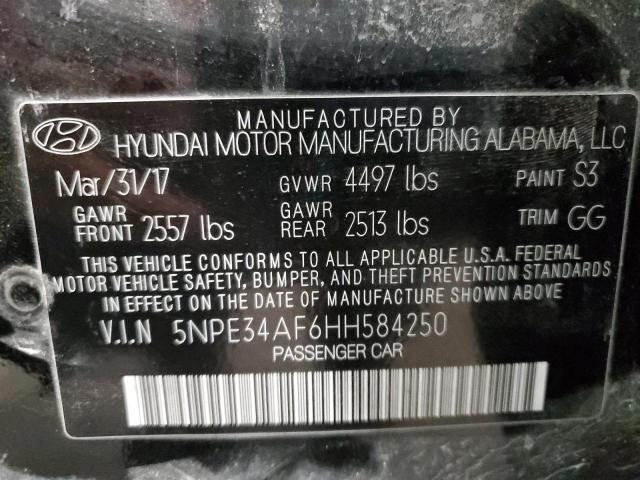 MANUFACTURED BY
HYUNDAI MOTOR MANUFACTURING ALABAMA, LLC
Mar/31/17 GVWR 4497 lbs PAINT S3
GAWR FRONT 2557 lbs GAWR REAR 2513 lbs TRIM GG
THIS VEHICLE CONFORMS TO ALL APPLICABLE U.S.A. FEDERAL
MOTOR VEHICLE SAFETY, BUMPER, AND THEFT PREVENTION STANDARDS
IN EFFECT ON THE DATE OF MANUFACTURE SHOWN ABOVE
V.I.N 5NPE34AF6HH584250
PASSENGER CAR